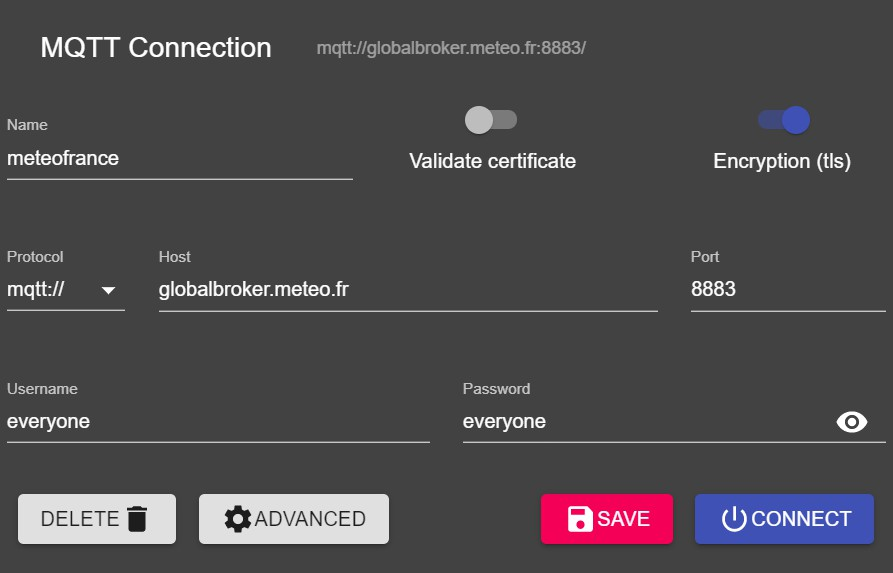 MQTT Connection mqtt://globalbroker.meteo.fr:8883/
Name
meteofrance
Validate certificate
Encryption (tls)
Protocol Host Port
mqtt:// globalbroker.meteo.fr 8883
Username Password
everyone everyone
DELETE ADVANCED SAVE CONNECT